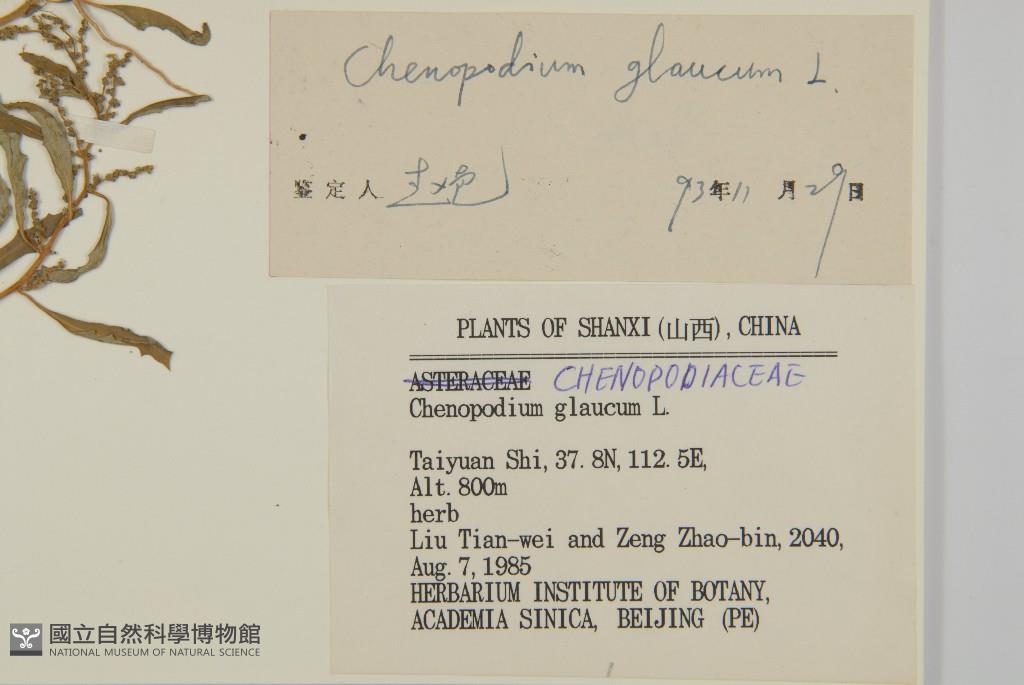 Chenopodium glaucum L.
鉴定人
93年11月29日
PLANTS OF SHANXI(山西), CHINA
ASTERACEAE CHENOPODIACEAE
Chenopodium glaucum L.
Taiyuan Shi, 37.8N, 112.5E,
Alt. 800m
herb
Liu Tian-wei and Zeng Zhao-bin, 2040,
Aug. 7, 1985
HERBARIUM INSTITUTE OF BOTANY,
ACADEMIA SINICA, BEIJING (PE)
國立自然科學博物館
NATIONAL MUSEUM OF NATURAL SCIENCE